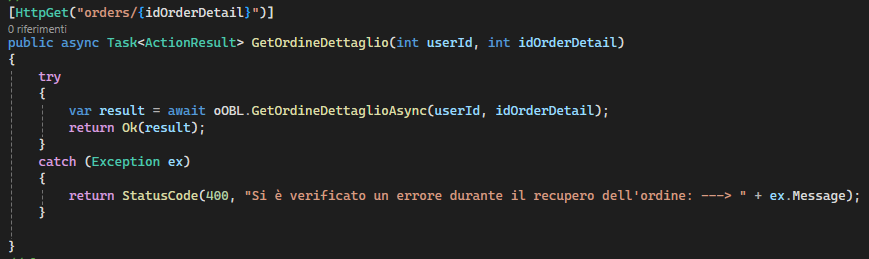 [HttpGet("orders/{idOrderDetail}")]
0 riferimenti
public async Task<ActionResult> GetOrdineDettaglio(int userId, int idOrderDetail)
{
try
{
var result = await oOBL.GetOrdineDettaglioAsync(userId, idOrderDetail);
return Ok(result);
}
catch (Exception ex)
{
return StatusCode(400, "Si è verificato un errore durante il recupero dell'ordine: ---> " + ex.Message);
}
}